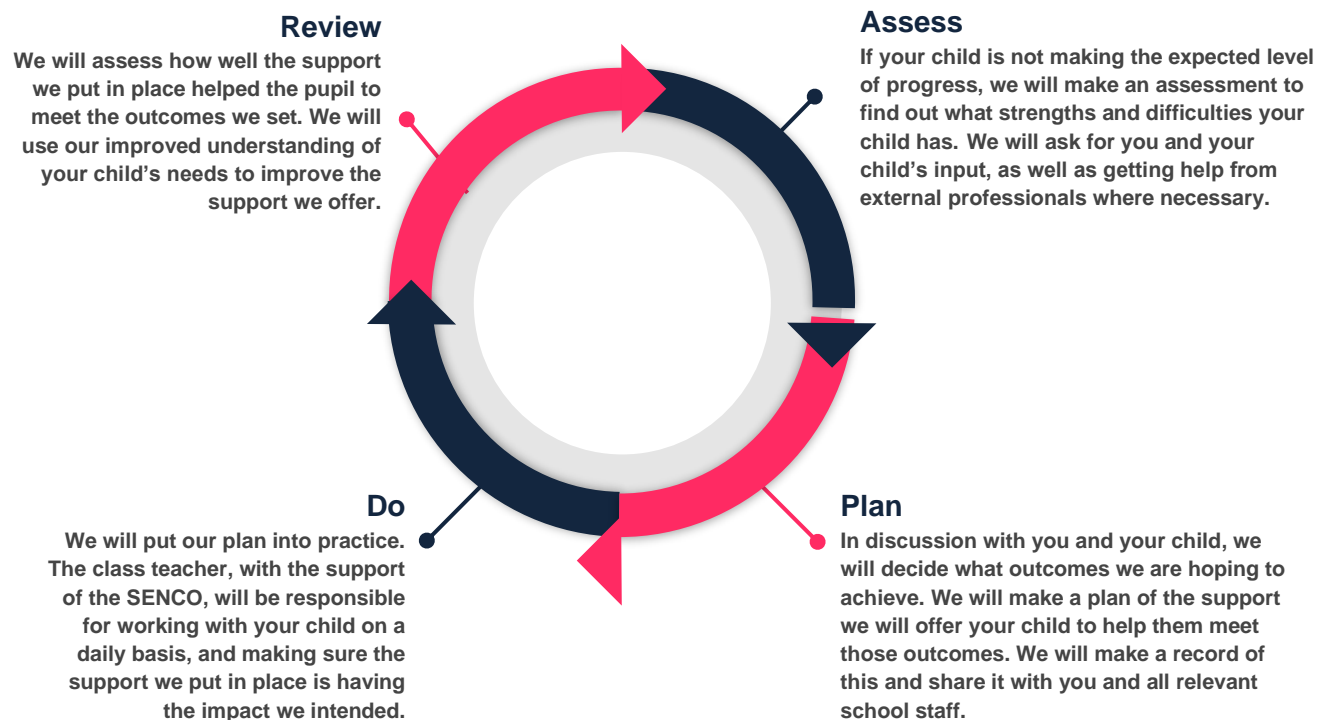 Review
We will assess how well the support
we put in place helped the pupil to
meet the outcomes we set. We will
use our improved understanding of
your child’s needs to improve the
support we offer.
Assess
If your child is not making the expected level
of progress, we will make an assessment to
find out what strengths and difficulties your
child has. We will ask for you and your
child’s input, as well as getting help from
external professionals where necessary.
Do
We will put our plan into practice.
The class teacher, with the support
of the SENCO, will be responsible
for working with your child on a
daily basis, and making sure the
support we put in place is having
the impact we intended.
Plan
In discussion with you and your child, we
will decide what outcomes we are hoping to
achieve. We will make a plan of the support
we will offer your child to help them meet
those outcomes. We will make a record of
this and share it with you and all relevant
school staff.